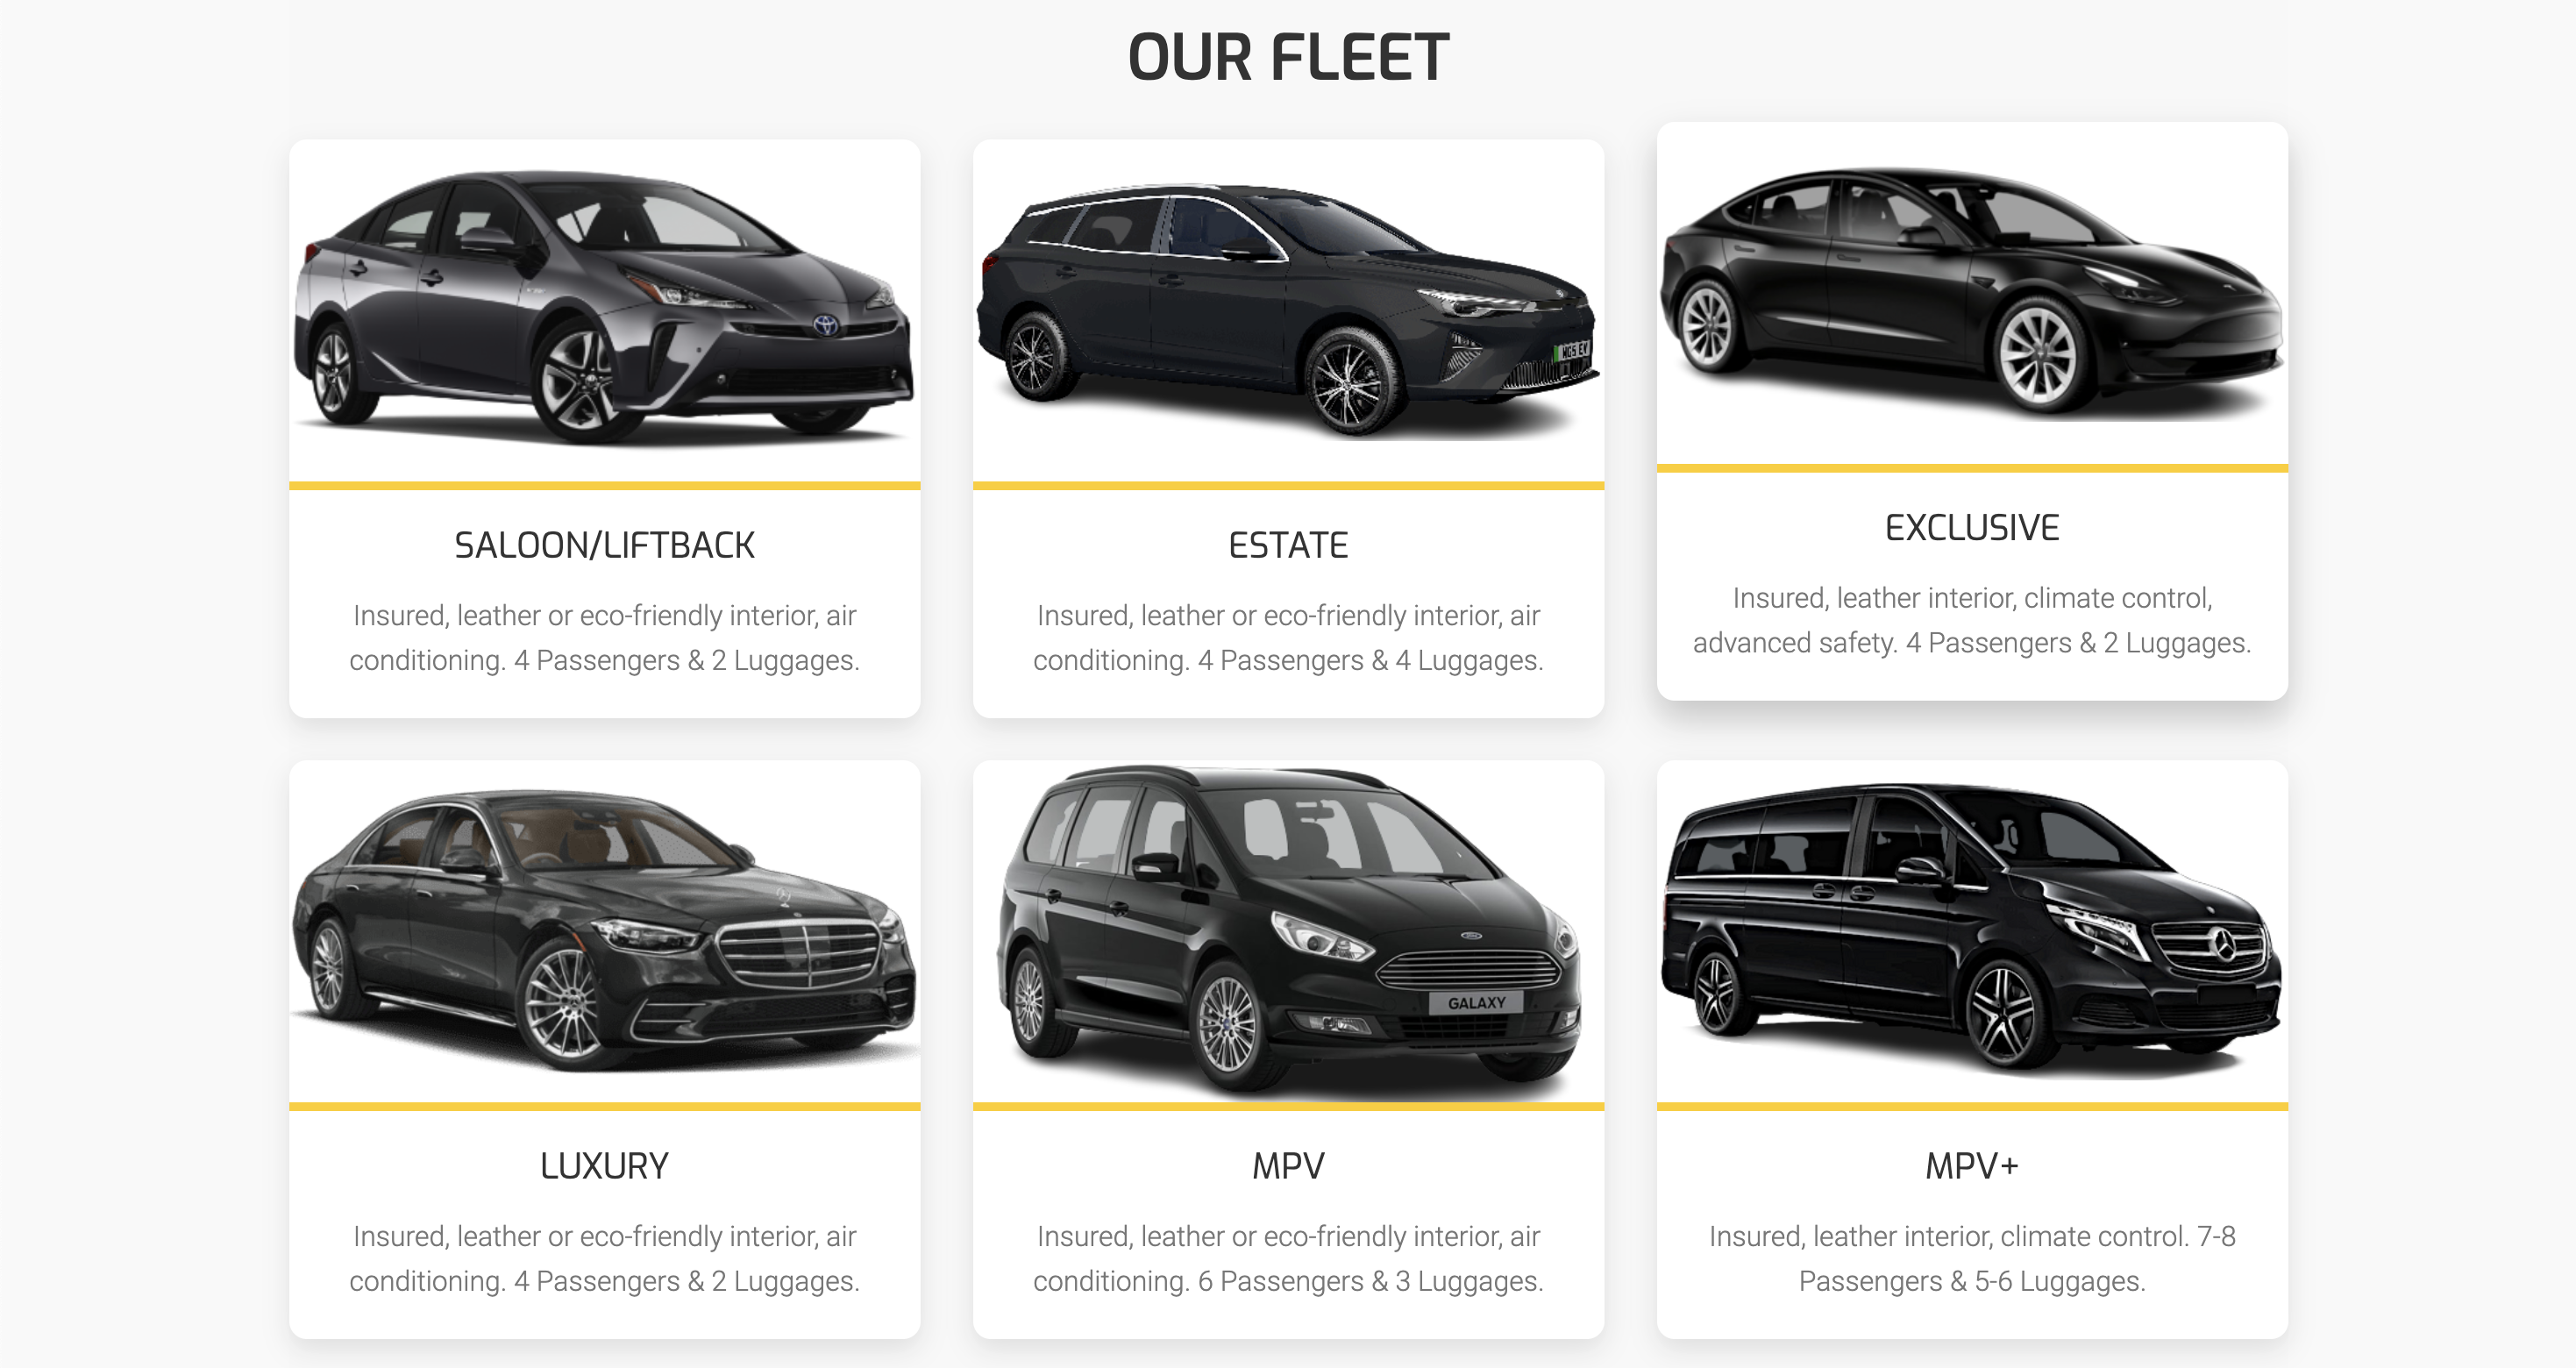 OUR FLEET
SALOON/LIFTBACK
Insured, leather or eco-friendly interior, air
conditioning. 4 Passengers & 2 Luggages.
MG5 EV
ESTATE
Insured, leather or eco-friendly interior, air
conditioning. 4 Passengers & 4 Luggages.
EXCLUSIVE
Insured, leather interior, climate control,
advanced safety. 4 Passengers & 2 Luggages.
LUXURY
Insured, leather or eco-friendly interior, air
conditioning. 4 Passengers & 2 Luggages.
GALAXY
MPV
Insured, leather or eco-friendly interior, air
conditioning. 6 Passengers & 3 Luggages.
MPV+
Insured, leather interior, climate control. 7-8
Passengers & 5-6 Luggages.